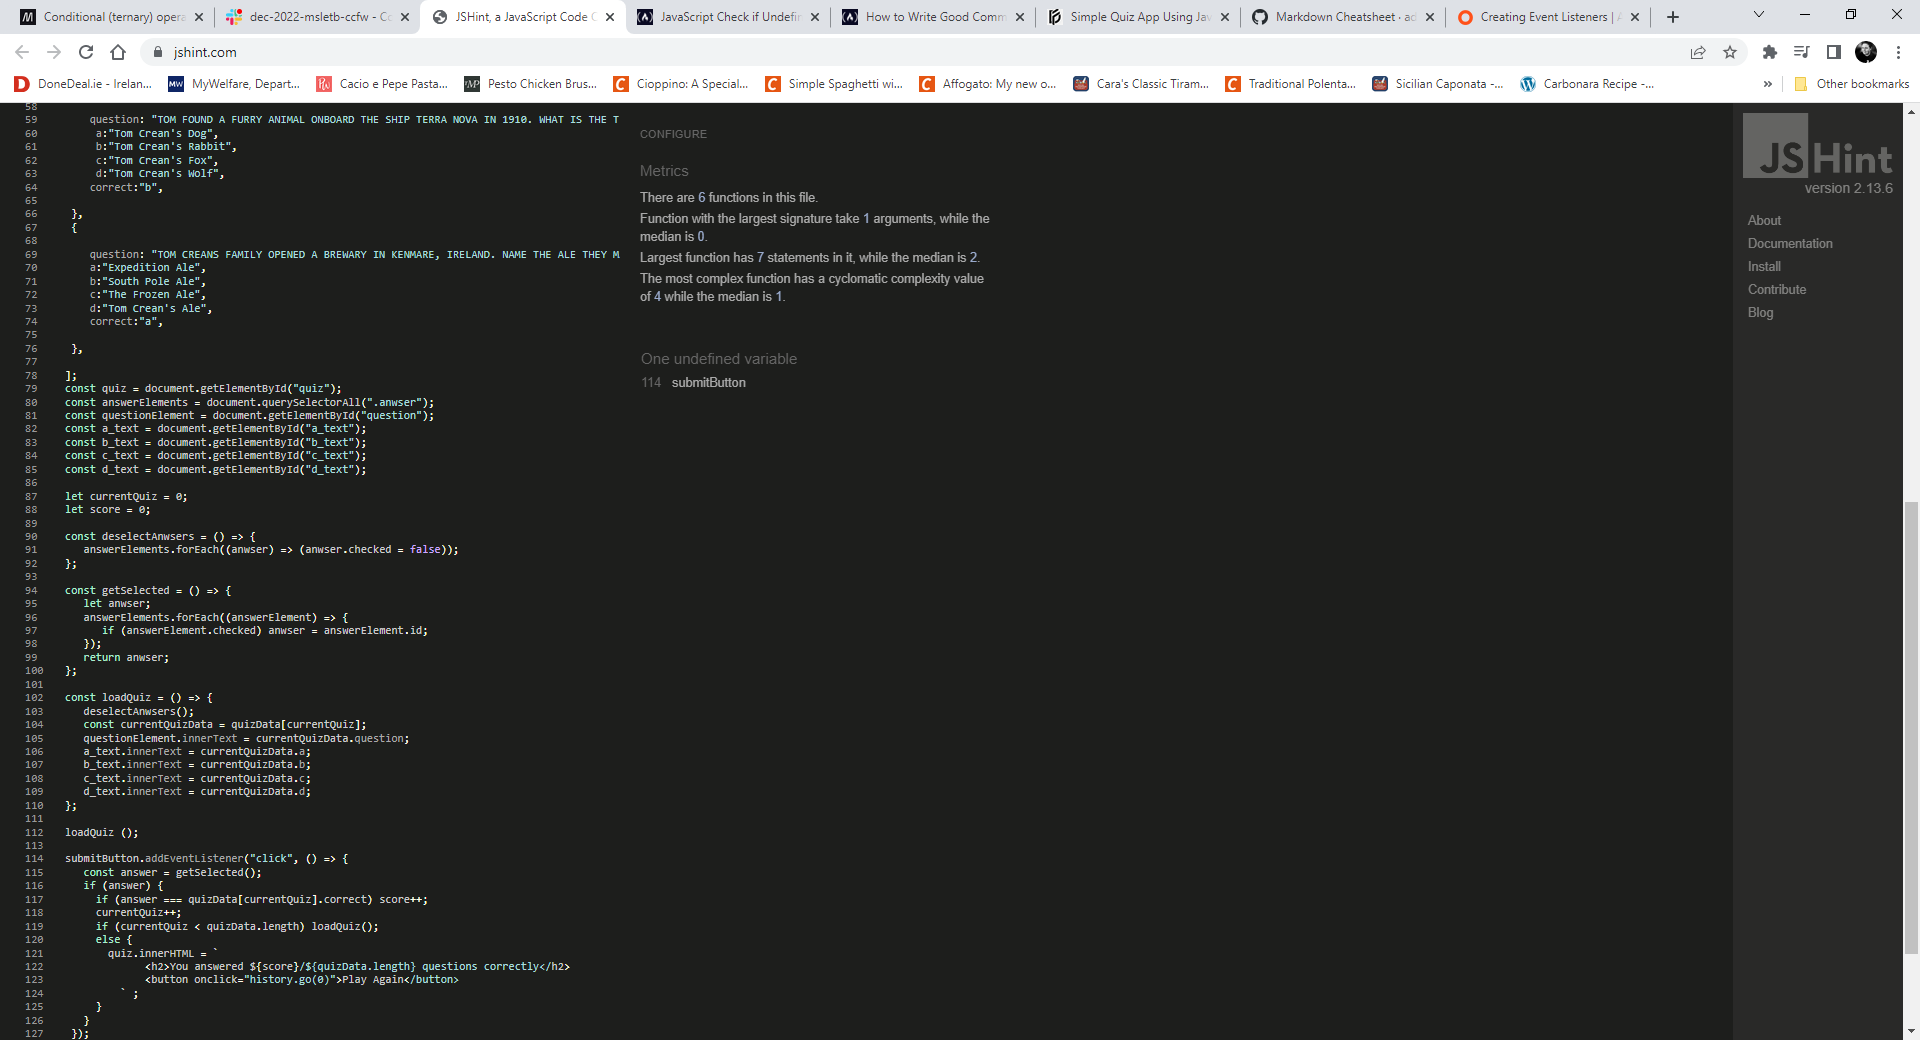 Conditional (ternary) opera
dec-2022-msletb-ccfw - Co
JSHint, a JavaScript Code Q
JavaScript Check if Undefin
How to Write Good Comm
Simple Quiz App Using Jav
Markdown Cheatsheet · ad
Creating Event Listeners |
jshint.com
DoneDeal.ie - Irelan...
MyWelfare, Depart...
Cacio e Pepe Pasta...
Pesto Chicken Brus...
Cioppino: A Special...
Simple Spaghetti wi...
Affogato: My new o...
Cara's Classic Tiram...
Traditional Polenta...
Sicilian Caponata -...
Carbonara Recipe -...
»
Other bookmarks
58
59 question: "TOM FOUND A FURRY ANIMAL ONBOARD THE SHIP TERRA NOVA IN 1910. WHAT IS THE T
60 a:"Tom Crean's Dog",
61 b:"Tom Crean's Rabbit",
62 c:"Tom Crean's Fox",
63 d:"Tom Crean's Wolf",
64 correct:"b",
65
66 },
67 {
68
69 question: "TOM CREANS FAMILY OPENED A BREWARY IN KENMARE, IRELAND. NAME THE ALE THEY M
70 a:"Expedition Ale",
71 b:"South Pole Ale",
72 c:"The Frozen Ale",
73 d:"Tom Crean's Ale",
74 correct:"a",
75
76 },
77
78 ];
79 const quiz = document.getElementById("quiz");
80 const answerElements = document.querySelectorAll(".anwser");
81 const questionElement = document.getElementById("question");
82 const a_text = document.getElementById("a_text");
83 const b_text = document.getElementById("b_text");
84 const c_text = document.getElementById("c_text");
85 const d_text = document.getElementById("d_text");
86
87 let currentQuiz = 0;
88 let score = 0;
89
90 const deselectAnwsers = () => {
91 answerElements.forEach((anwser) => (anwser.checked = false));
92 };
93
94 const getSelected = () => {
95 let anwser;
96 answerElements.forEach((answerElement) => {
97 if (answerElement.checked) anwser = answerElement.id;
98 });
99 return anwser;
100 };
101
102 const loadQuiz = () => {
103 deselectAnwsers();
104 const currentQuizData = quizData[currentQuiz];
105 questionElement.innerText = currentQuizData.question;
106 a_text.innerText = currentQuizData.a;
107 b_text.innerText = currentQuizData.b;
108 c_text.innerText = currentQuizData.c;
109 d_text.innerText = currentQuizData.d;
110 };
111
112 loadQuiz ();
113
114 submitButton.addEventListener("click", () => {
115 const answer = getSelected();
116 if (answer) {
117 if (answer === quizData[currentQuiz].correct) score++;
118 currentQuiz++;
119 if (currentQuiz < quizData.length) loadQuiz();
120 else {
121 quiz.innerHTML = `
122 <h2>You answered ${score}/${quizData.length} questions correctly</h2>
123 <button onclick="history.go(0)">Play Again</button>
124 ` ;
125 }
126 }
127 });
CONFIGURE
Metrics
There are 6 functions in this file.
Function with the largest signature take 1 arguments, while the
median is 0.
Largest function has 7 statements in it, while the median is 2.
The most complex function has a cyclomatic complexity value
of 4 while the median is 1.
One undefined variable
114 submitButton
JSHint
version 2.13.6
About
Documentation
Install
Contribute
Blog